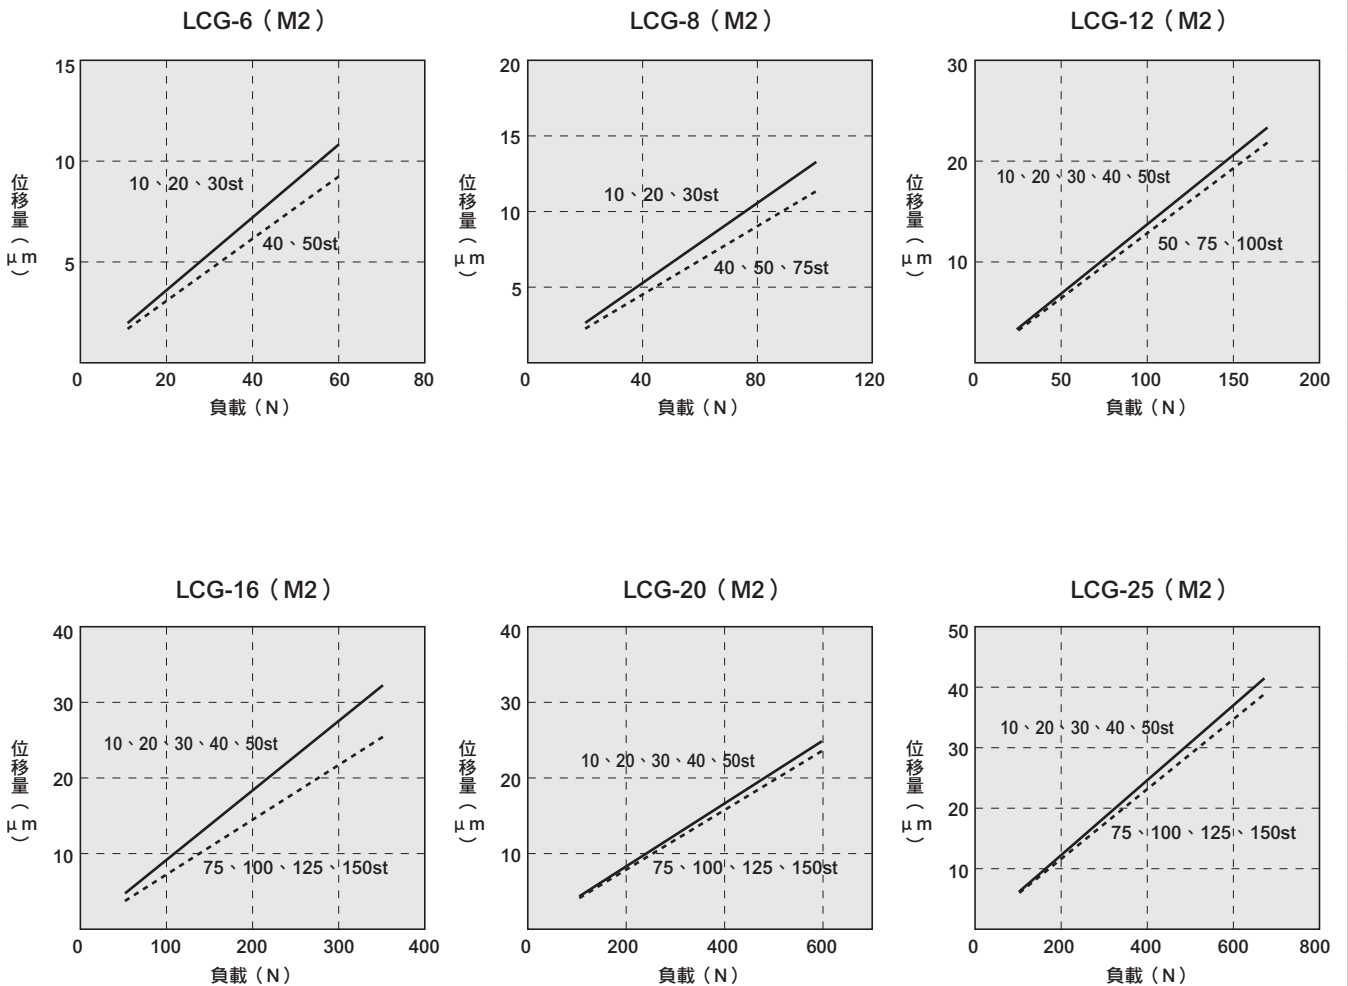 LCG-6（M2）
15
10
5
0
20
40
60
80
位移量（μm）
負載（N）
10、20、30st
40、50st
LCG-8（M2）
20
15
10
5
0
40
80
120
位移量（μm）
負載（N）
10、20、30st
40、50、75st
LCG-12（M2）
30
20
10
0
50
100
150
200
位移量（μm）
負載（N）
10、20、30、40、50st
50、75、100st
LCG-16（M2）
40
30
20
10
0
100
200
300
400
位移量（μm）
負載（N）
10、20、30、40、50st
75、100、125、150st
LCG-20（M2）
40
30
20
10
0
200
400
600
位移量（μm）
負載（N）
10、20、30、40、50st
75、100、125、150st
LCG-25（M2）
50
40
30
20
10
0
200
400
600
800
位移量（μm）
負載（N）
10、20、30、40、50st
75、100、125、150st